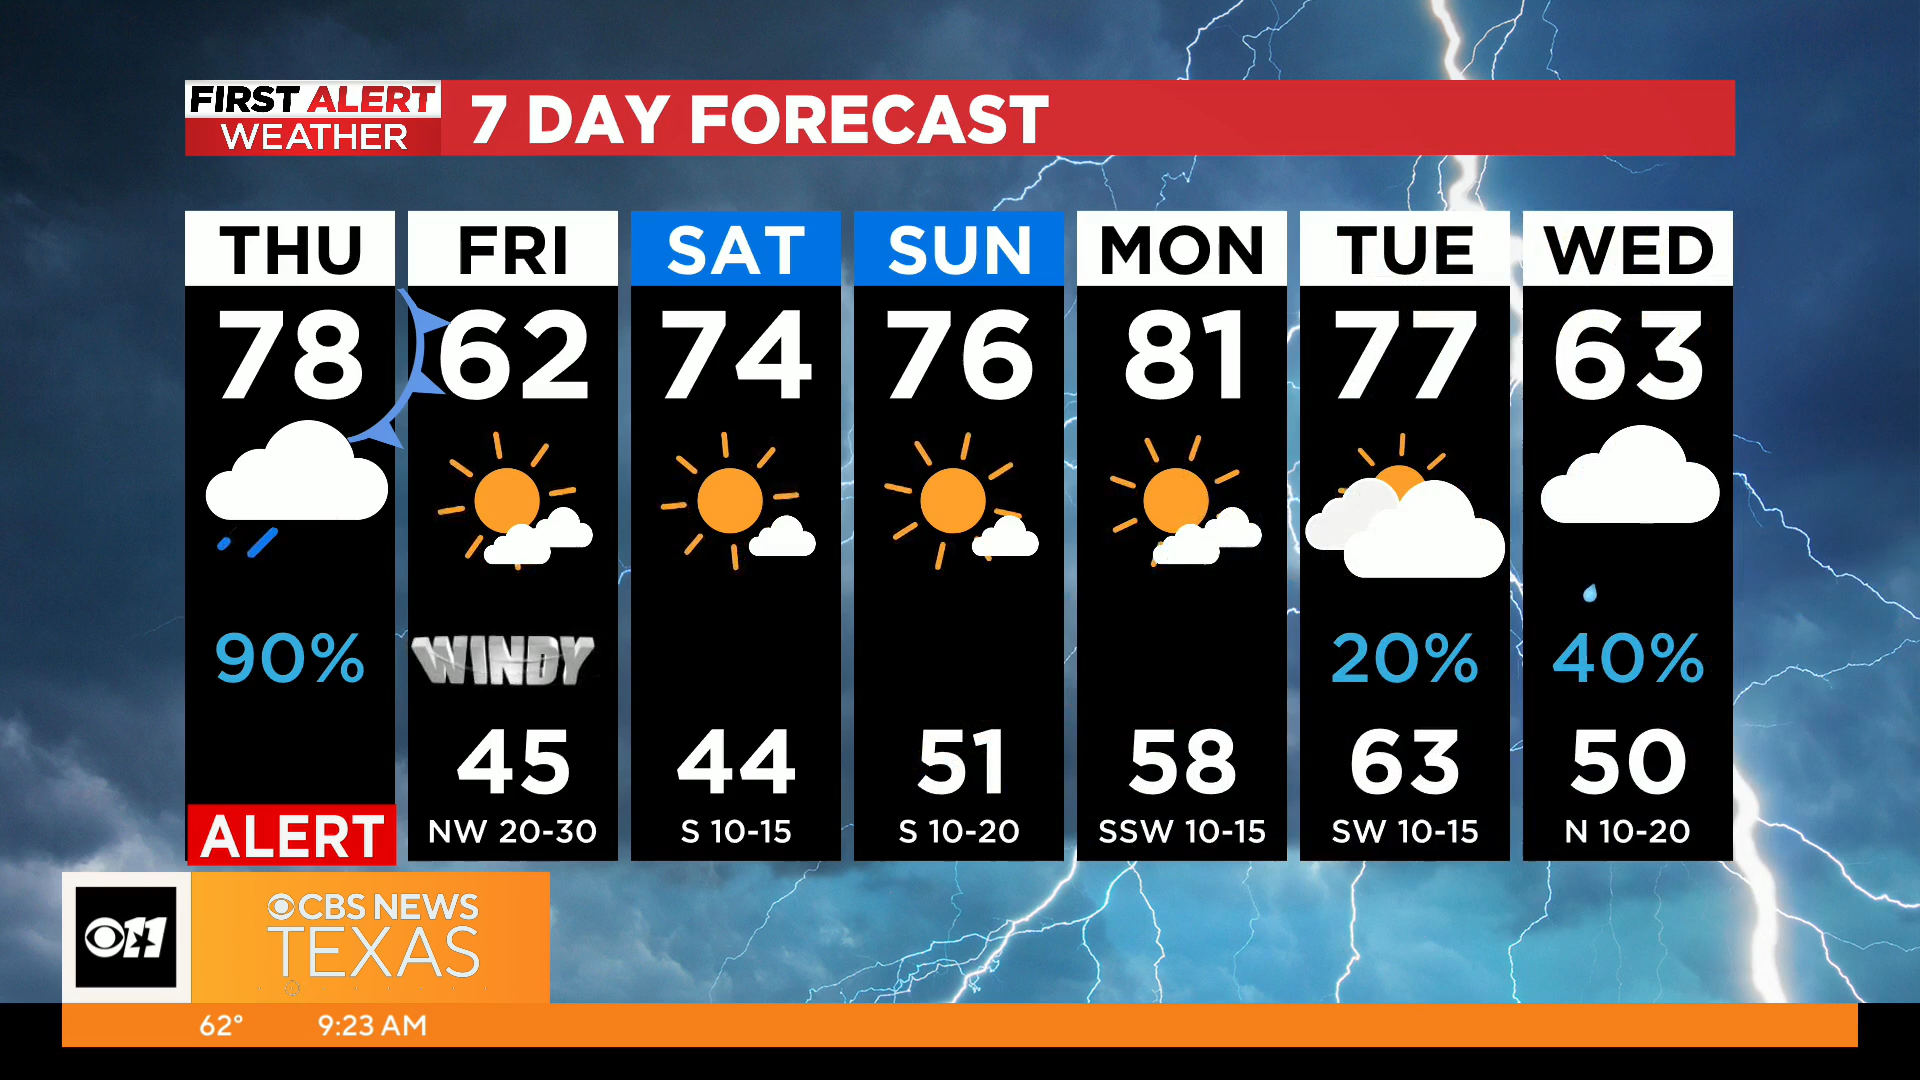 FIRST ALERT
WEATHER
7 DAY FORECAST
THU FRI SAT SUN MON TUE WED
78 62 74 76 81 77 63
90% WINDY 20% 40%
45 44 51 58 63 50
ALERT NW 20-30 S 10-15 S 10-20 SSW 10-15 SW 10-15 N 10-20
11
CBS NEWS
TEXAS
62° 9:23 AM